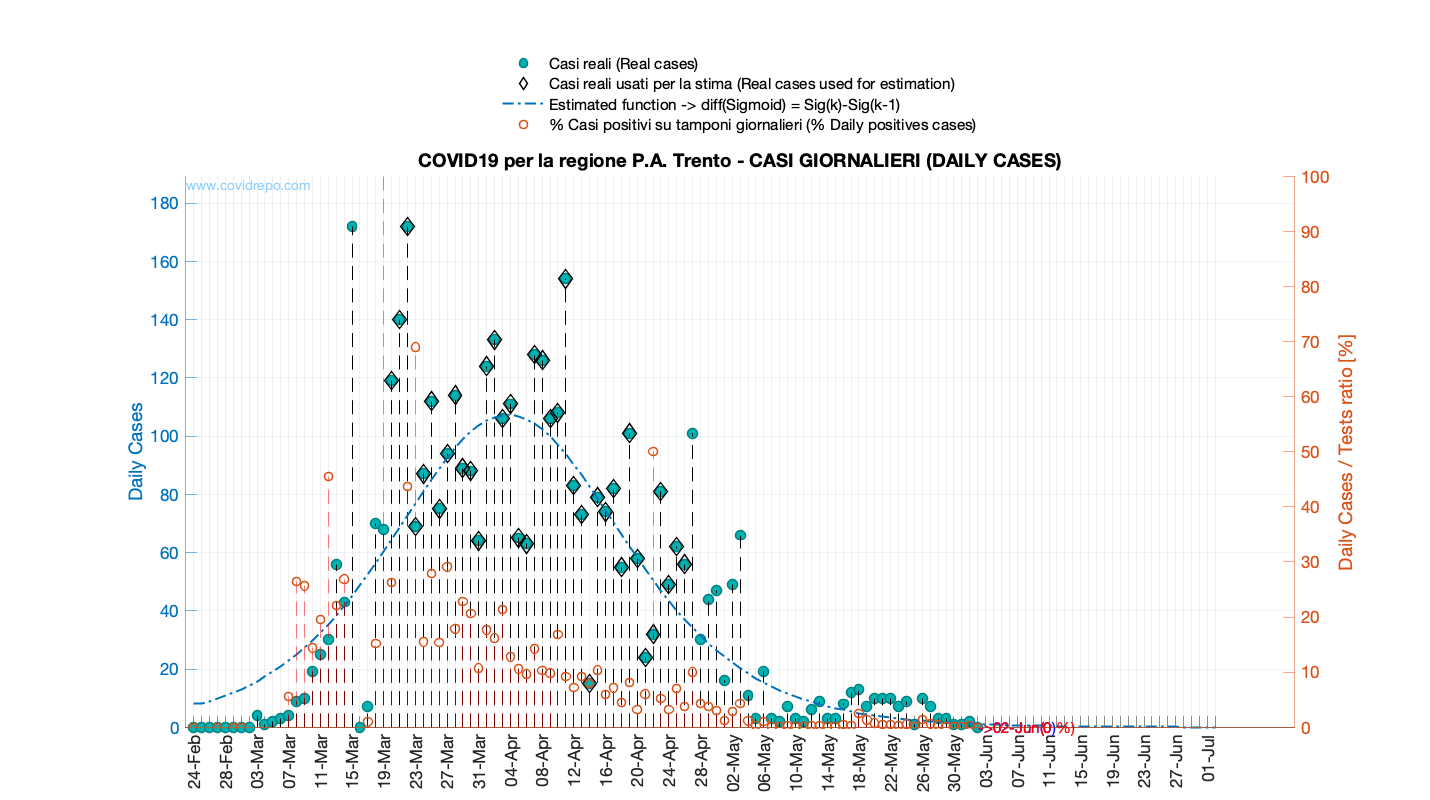 Casi reali (Real cases)
Casi reali usati per la stima (Real cases used for estimation)
Estimated function -> diff(Sigmoid) = Sig(k)-Sig(k-1)
% Casi positivi su tamponi giornalieri (% Daily positives cases)
COVID19 per la regione P.A. Trento - CASI GIORNALIERI (DAILY CASES)
www.covidrepo.com
180
160
140
120
100
80
60
40
20
0
Daily Cases
100
90
80
70
60
50
40
30
20
10
0
Daily Cases / Tests ratio [%]
24-Feb
28-Feb
03-Mar
07-Mar
11-Mar
15-Mar
19-Mar
23-Mar
27-Mar
31-Mar
04-Apr
08-Apr
12-Apr
16-Apr
20-Apr
24-Apr
28-Apr
02-May
06-May
10-May
14-May
18-May
22-May
26-May
30-May
03-Jun
07-Jun
11-Jun
15-Jun
19-Jun
23-Jun
27-Jun
01-Jul